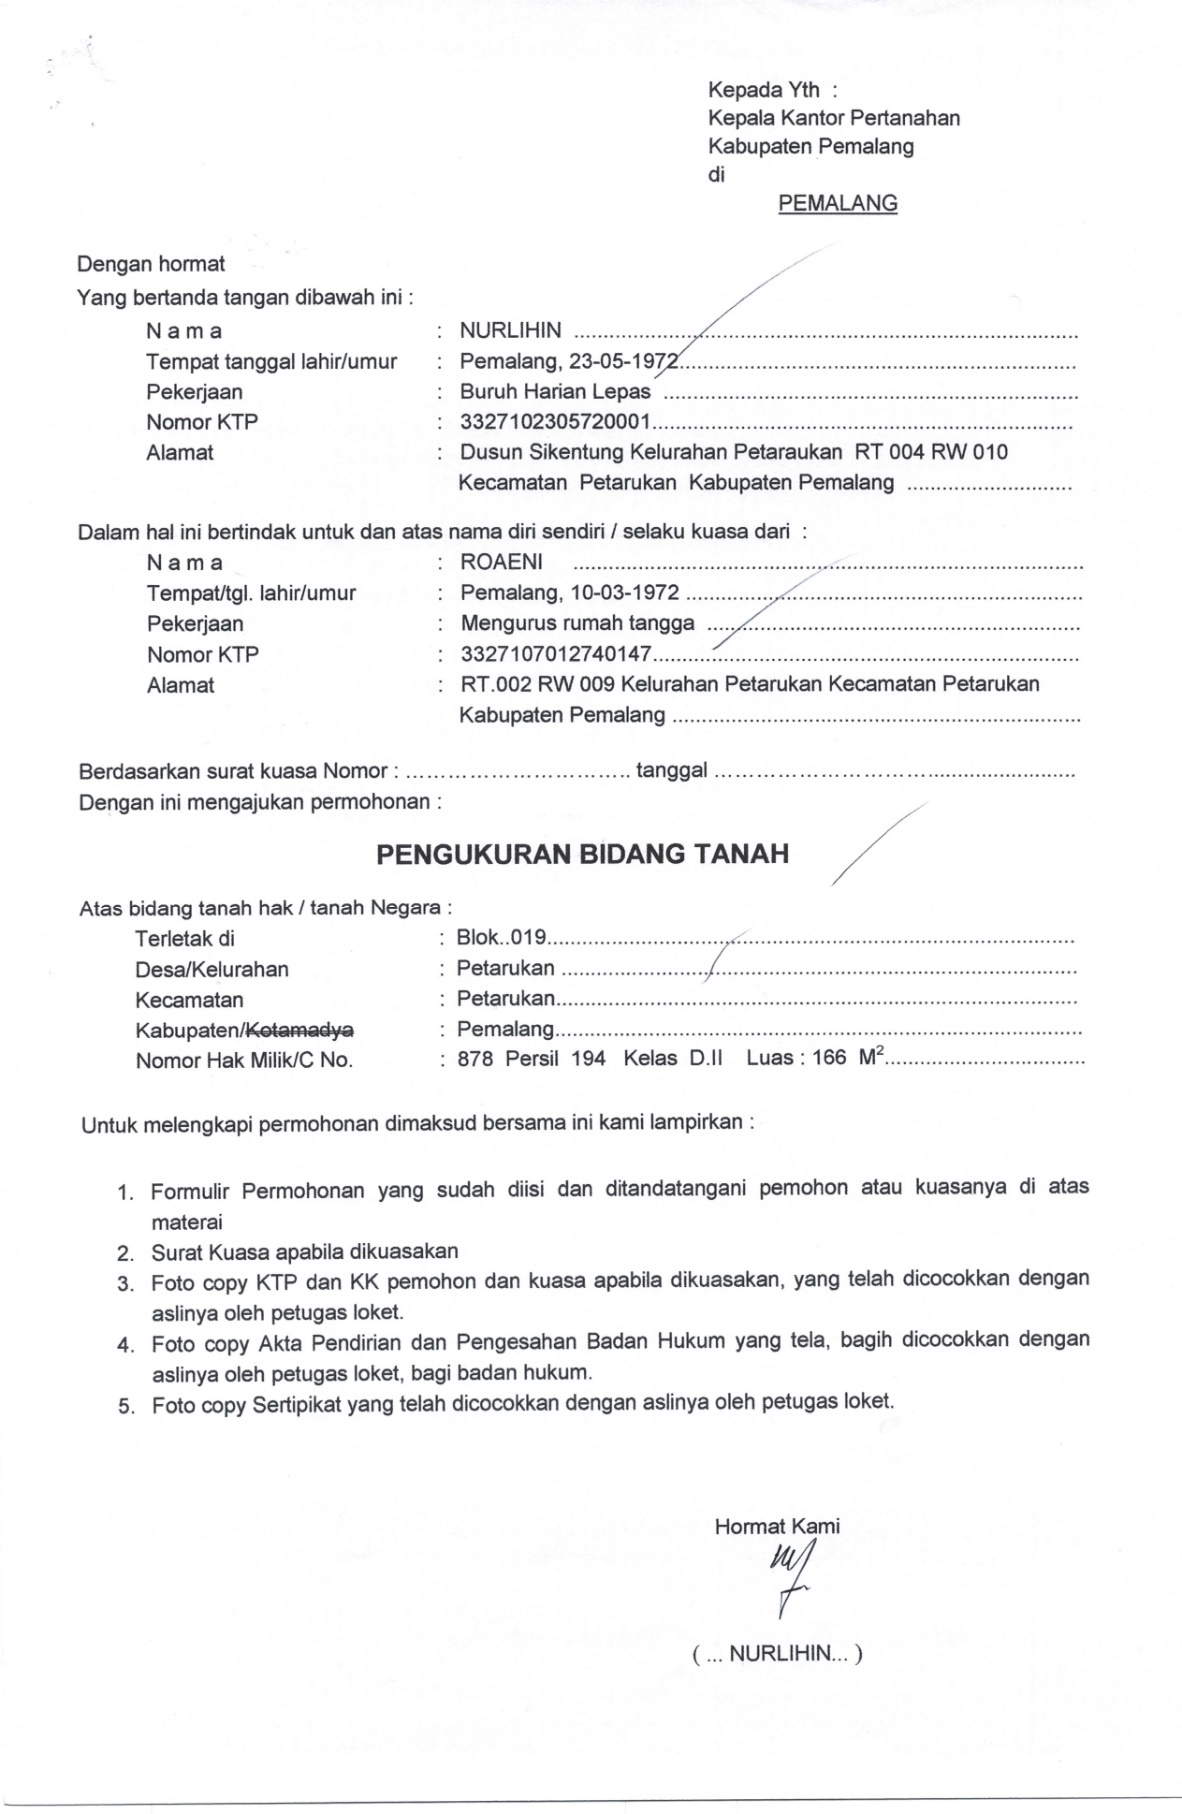 Kepada Yth :
Kepala Kantor Pertanahan
Kabupaten Pemalang
di
PEMALANG
Dengan hormat
Yang bertanda tangan dibawah ini :
N a m a : NURLIHIN ..........
Tempat tanggal lahir/umur : Pemalang, 23-05-1972..........
Pekerjaan : Buruh Harian Lepas ..........
Nomor KTP : 3327102305720001..........
Alamat : Dusun Sikentung Kelurahan Petaraukan RT 004 RW 010
Kecamatan Petarukan Kabupaten Pemalang ..........
Dalam hal ini bertindak untuk dan atas nama diri sendiri / selaku kuasa dari :
N a m a : ROAENI ..........
Tempat/tgl. lahir/umur : Pemalang, 10-03-1972 ..........
Pekerjaan : Mengurus rumah tangga ..........
Nomor KTP : 3327107012740147..........
Alamat : RT.002 RW 009 Kelurahan Petarukan Kecamatan Petarukan
Kabupaten Pemalang ..........
Berdasarkan surat kuasa Nomor : .......... tanggal ..........
Dengan ini mengajukan permohonan :
PENGUKURAN BIDANG TANAH
Atas bidang tanah hak / tanah Negara :
Terletak di : Blok..019..........
Desa/Kelurahan : Petarukan ..........
Kecamatan : Petarukan..........
Kabupaten/Kotamadya : Pemalang..........
Nomor Hak Milik/C No. : 878 Persil 194 Kelas D.II Luas : 166 M²..........
Untuk melengkapi permohonan dimaksud bersama ini kami lampirkan :
1. Formulir Permohonan yang sudah diisi dan ditandatangani pemohon atau kuasanya di atas
materai
2. Surat Kuasa apabila dikuasakan
3. Foto copy KTP dan KK pemohon dan kuasa apabila dikuasakan, yang telah dicocokkan dengan
aslinya oleh petugas loket.
4. Foto copy Akta Pendirian dan Pengesahan Badan Hukum yang tela, bagih dicocokkan dengan
aslinya oleh petugas loket, bagi badan hukum.
5. Foto copy Sertipikat yang telah dicocokkan dengan aslinya oleh petugas loket.
Hormat Kami
( ... NURLIHIN... )